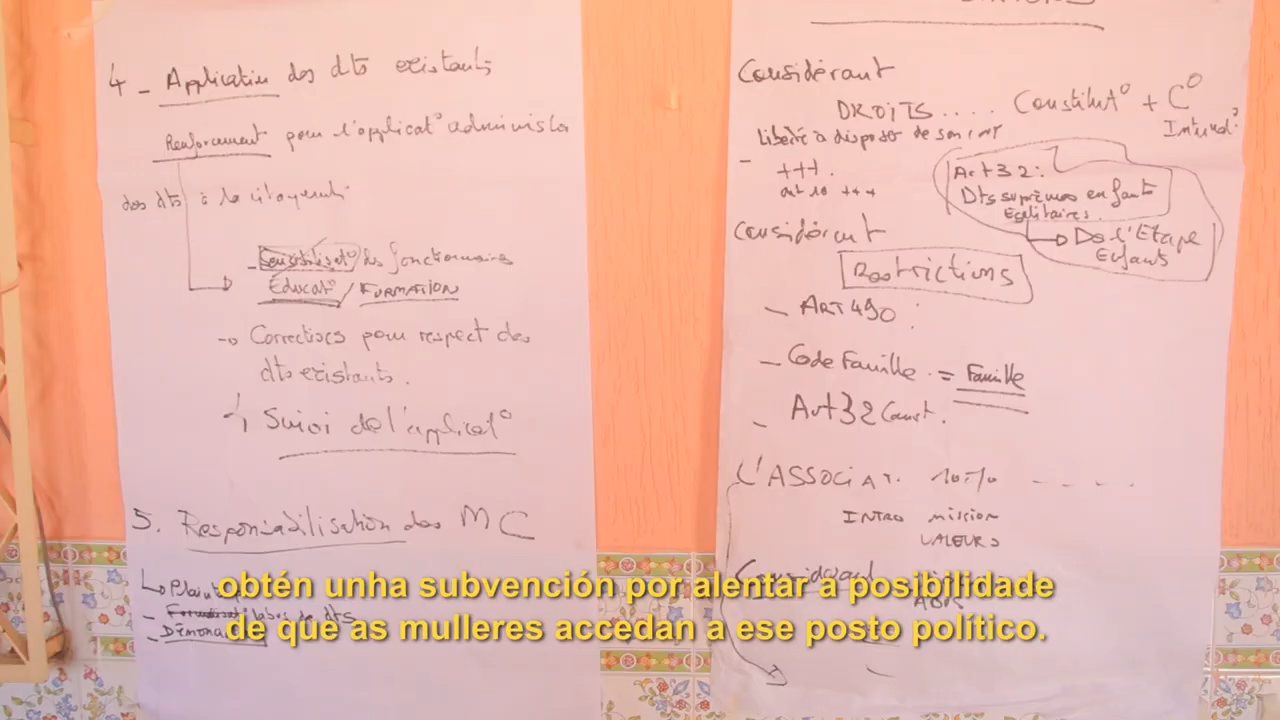 4 - Application des dts existants
Renforcement pour l'applicat° administra
des dts à la citoyenneté
- des fonctionnaires
Educat° / FORMATION
Correctives pour respect des
dts existants.
Suivi de l'applicat°
5. Responsabilisation des MC
Considérant
DROITS ..... Constitut° + C°
Internat°
Liberté à disposer de son corps
- +++
art 10 +++
Art 32:
Dts suprêmes enfants
Egalitaires.
De l'Etape
Enfants
Considérant
Restrictions
- ART 490 :
- Code Famille . = Famille
- Art 32 Const.
L'ASSOCIAT. - - - - -
INTRO mission
VALEURS
Considérant
obtén unha subvención por alentar a posibilidade
de que as mulleres accedan a ese posto político.